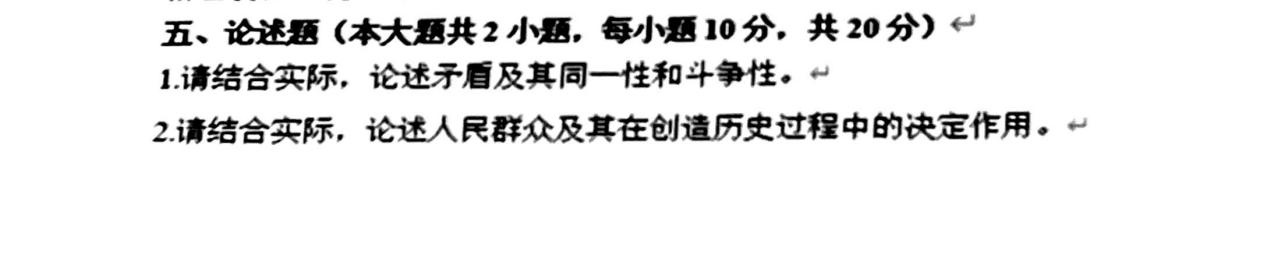 五、论述题（本大题共2小题，每小题10分，共20分）↵
1.请结合实际，论述矛盾及其同一性和斗争性。↵
2.请结合实际，论述人民群众及其在创造历史过程中的决定作用。↵